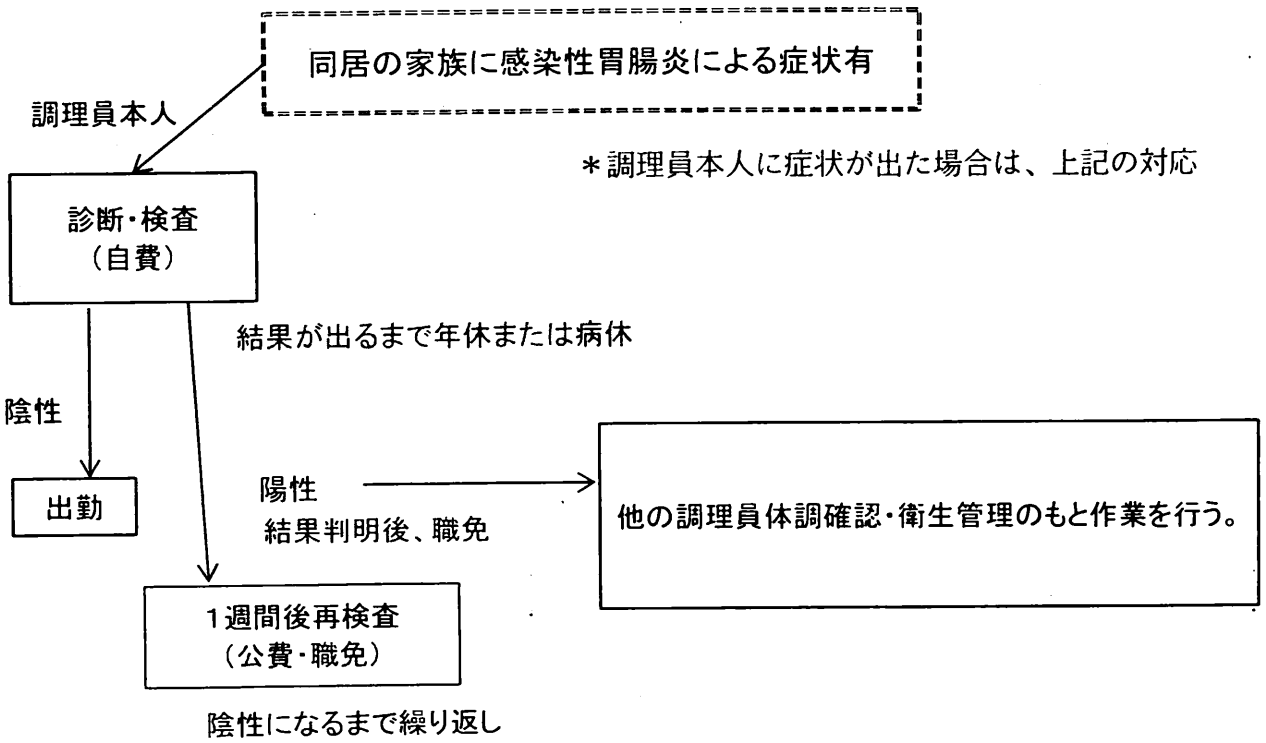 同居の家族に感染性胃腸炎による症状有
調理員本人
＊調理員本人に症状が出た場合は、上記の対応
診断・検査
（自費）
結果が出るまで年休または病休
陰性
出勤
陽性
結果判明後、職免
他の調理員体調確認・衛生管理のもと作業を行う。
１週間後再検査
（公費・職免）
陰性になるまで繰り返し